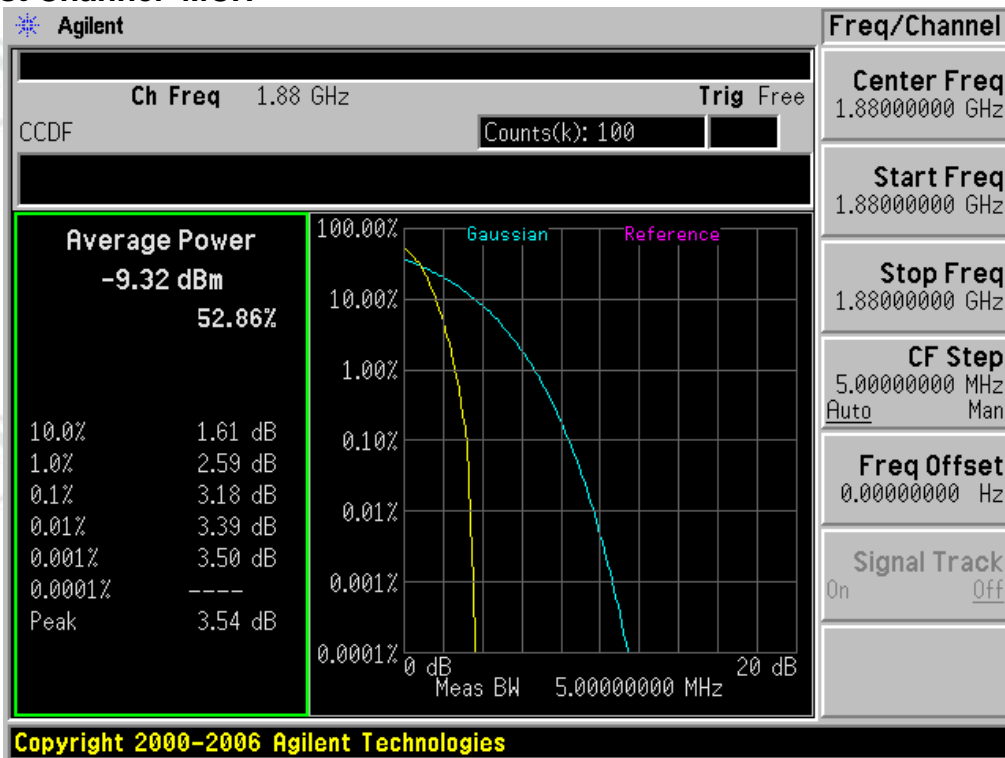 Agilent
Freq/Channel
Ch Freq 1.88 GHz
Trig Free
CCDF
Counts(k): 100
Average Power
-9.32 dBm
52.86%
10.0% 1.61 dB
1.0% 2.59 dB
0.1% 3.18 dB
0.01% 3.39 dB
0.001% 3.50 dB
0.0001% ----
Peak 3.54 dB
Gaussian
Reference
100.00%
10.00%
1.00%
0.10%
0.01%
0.001%
0.0001%
0 dB
20 dB
Meas BW 5.00000000 MHz
Center Freq
1.88000000 GHz
Start Freq
1.88000000 GHz
Stop Freq
1.88000000 GHz
CF Step
5.00000000 MHz
Auto Man
Freq Offset
0.00000000 Hz
Signal Track
On Off
Copyright 2000-2006 Agilent Technologies